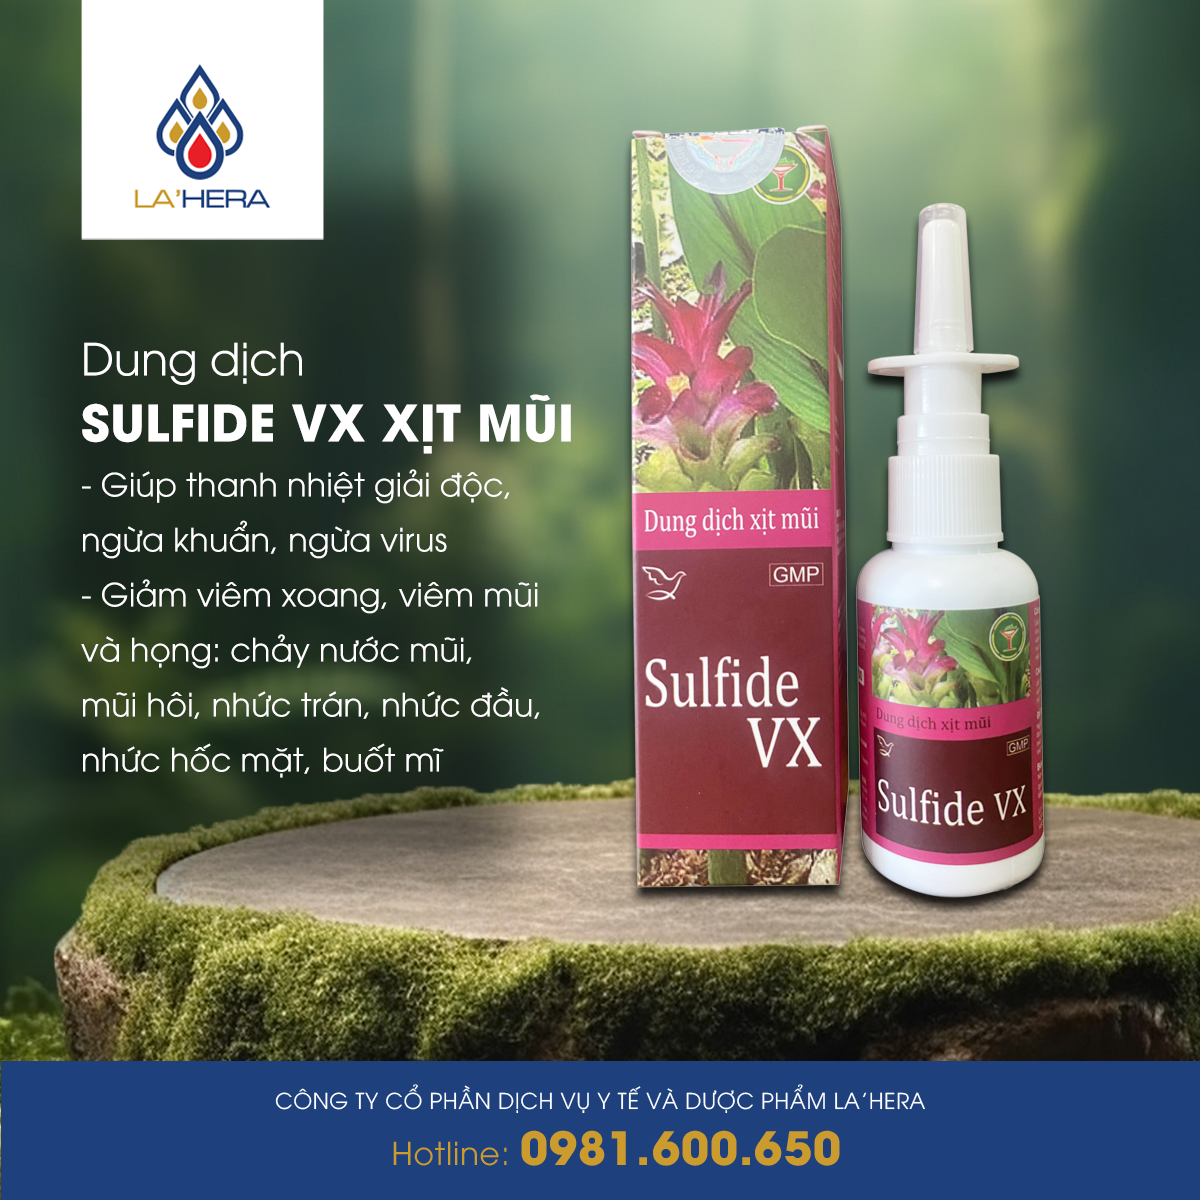 LA'HERA
Dung dịch
SULFIDE VX XỊT MŨI
- Giúp thanh nhiệt giải độc,
ngừa khuẩn, ngừa virus
- Giảm viêm xoang, viêm mũi
và họng: chảy nước mũi,
mũi hôi, nhức trán, nhức đầu,
nhức hốc mặt, buốt mĩ
Dung dịch xịt mũi
GMP
Sulfide
VX
Dung dịch xịt mũi
GMP
Sulfide VX
CÔNG TY CỔ PHẦN DỊCH VỤ Y TẾ VÀ DƯỢC PHẨM LA'HERA
Hotline: 0981.600.650